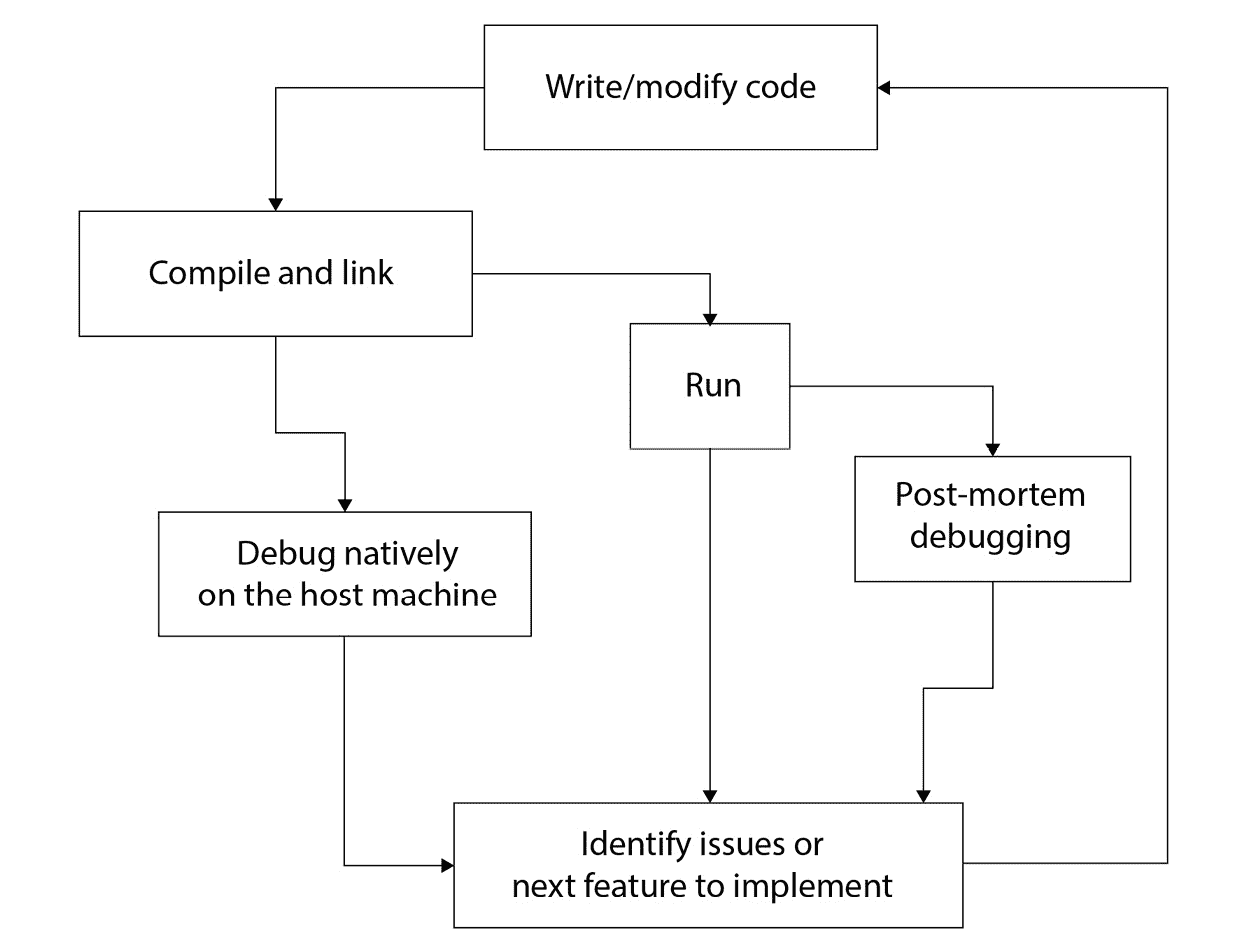 Write/modify code
Compile and link
Run
Post-mortem
debugging
Debug natively
on the host machine
Identify issues or
next feature to implement